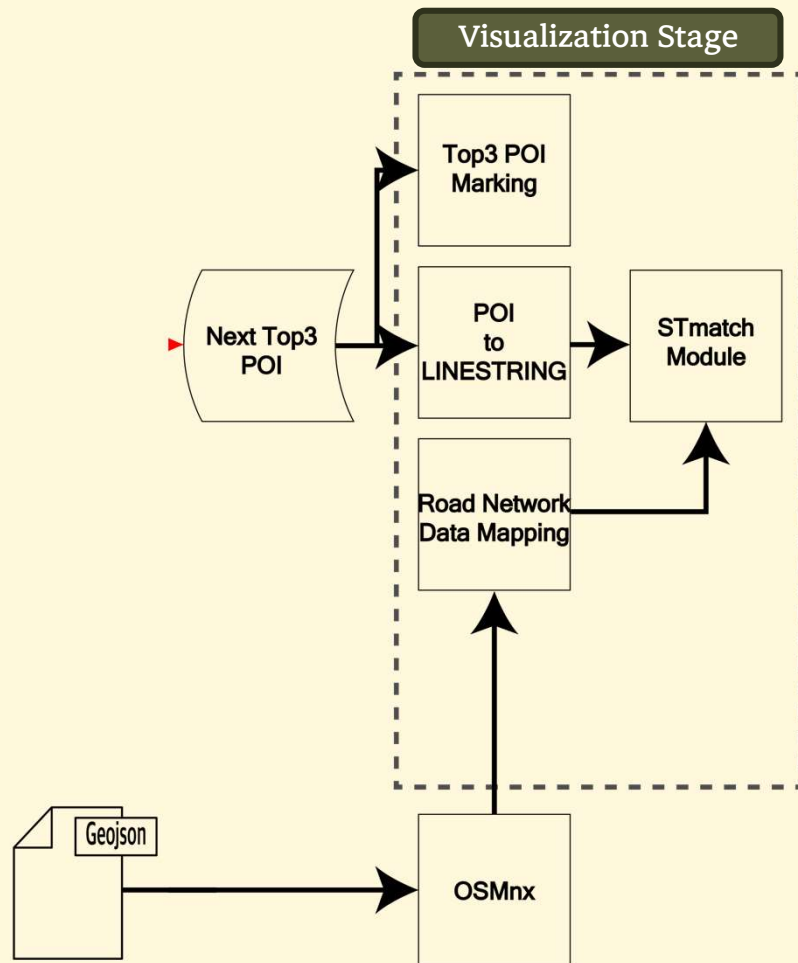 Visualization Stage
Top3 POI
Marking
Next Top3
POI
POI
to
LINESTRING
STmatch
Module
Road Network
Data Mapping
Geojson
OSMnx